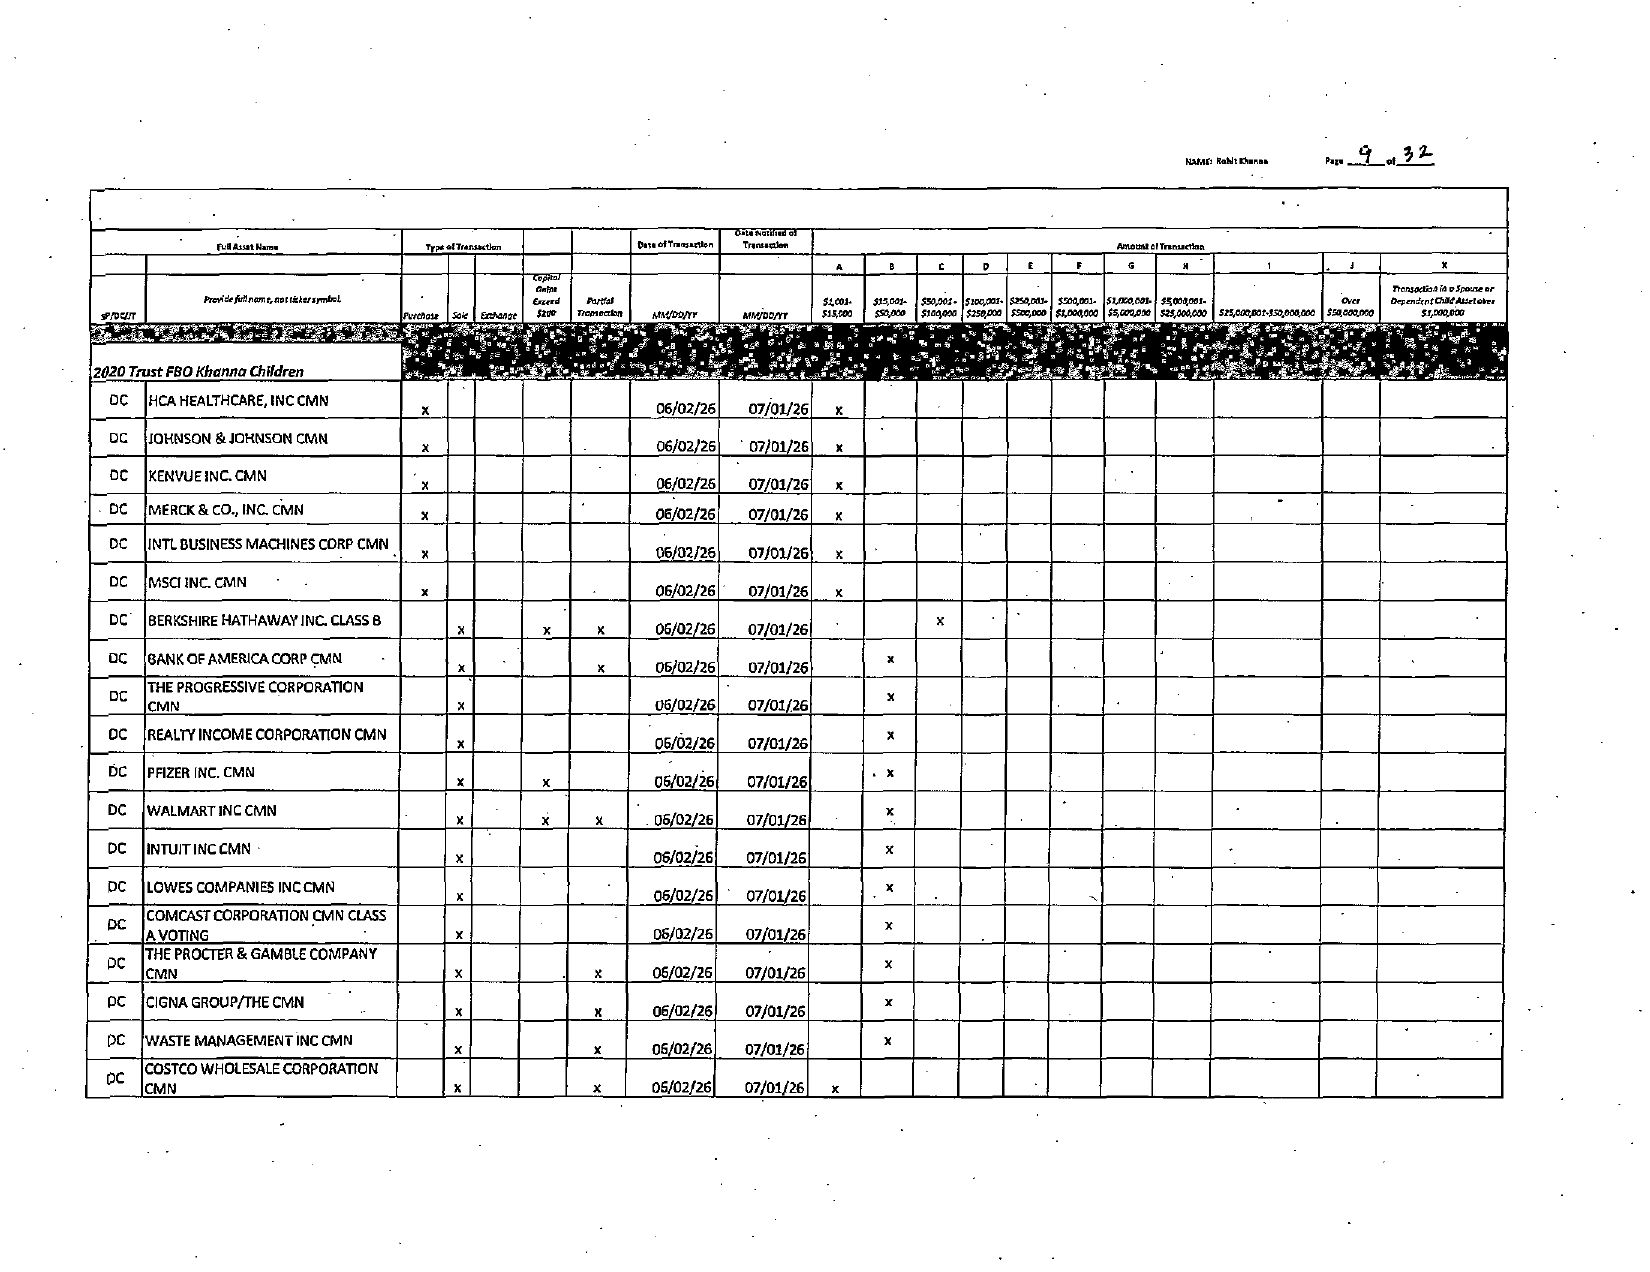 NAME: Rohit Khanna Page 9 of 32
Full Asset Name Type of Transaction Date of Transaction Date Notified of Transaction Amount of Transaction
A B C D E F G H I J K
SP/DC/JT Provide full name, not ticker symbol. Purchase Sale Exchange Capital Gains Exceed $200 Partial Transaction MM/DD/YY MM/DD/YY $1,001-$15,000 $15,001-$50,000 $50,001-$100,000 $100,001-$250,000 $250,001-$500,000 $500,001-$1,000,000 $1,000,001-$5,000,000 $5,000,001-$25,000,000 $25,000,001-$50,000,000 Over $50,000,000 Transaction in a Spouse or Dependent Child Asset over $1,000,000
2020 Trust FBO Khanna Children
DC HCA HEALTHCARE, INC CMN x 06/02/26 07/01/26 x
DC JOHNSON & JOHNSON CMN x 06/02/26 07/01/26 x
DC KENVUE INC. CMN x 06/02/26 07/01/26 x
DC MERCK & CO., INC. CMN x 06/02/26 07/01/26 x
DC INTL BUSINESS MACHINES CORP CMN x 06/02/26 07/01/26 x
DC MSCI INC. CMN x 06/02/26 07/01/26 x
DC BERKSHIRE HATHAWAY INC. CLASS B x x x 06/02/26 07/01/26 x
DC BANK OF AMERICA CORP CMN x x 06/02/26 07/01/26 x
DC THE PROGRESSIVE CORPORATION
CMN x 06/02/26 07/01/26 x
DC REALTY INCOME CORPORATION CMN x 06/02/26 07/01/26 x
DC PFIZER INC. CMN x x 06/02/26 07/01/26 x
DC WALMART INC CMN x x x 06/02/26 07/01/26 x
DC INTUIT INC CMN x 06/02/26 07/01/26 x
DC LOWES COMPANIES INC CMN x 06/02/26 07/01/26 x
DC COMCAST CORPORATION CMN CLASS
A VOTING x 06/02/26 07/01/26 x
DC THE PROCTER & GAMBLE COMPANY
CMN x x 06/02/26 07/01/26 x
DC CIGNA GROUP/THE CMN x x 06/02/26 07/01/26 x
DC WASTE MANAGEMENT INC CMN x x 06/02/26 07/01/26 x
DC COSTCO WHOLESALE CORPORATION
CMN x x 06/02/26 07/01/26 x